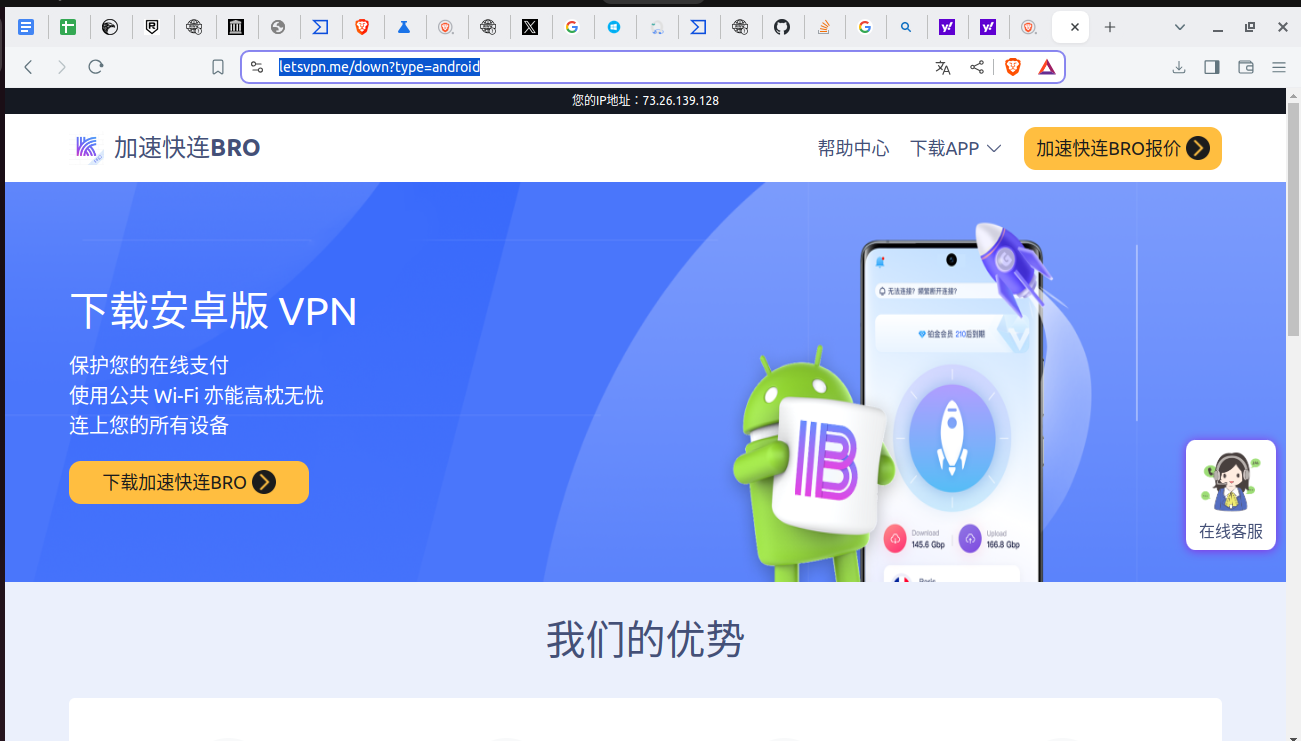 letsvpn.me/down?type=android
您的IP地址：73.26.139.128
加速快连BRO
帮助中心
下载APP
加速快连BRO报价
下载安卓版 VPN
保护您的在线支付
使用公共 Wi-Fi 亦能高枕无忧
连上您的所有设备
下载加速快连BRO
无法连接？频繁断开连接？
铂金会员 210后到期
Download
145.6 Gbp
Upload
166.8 Gbp
在线客服
我们的优势